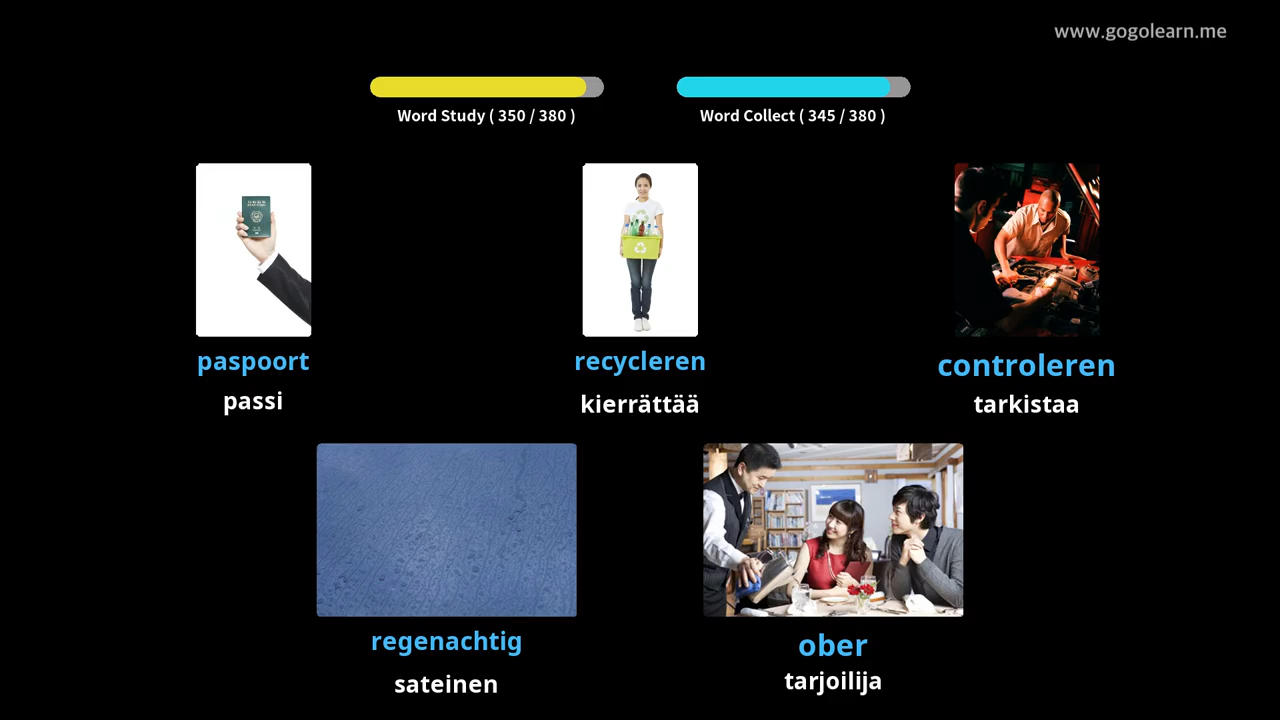 www.gogolearn.me
Word Study ( 350 / 380 )
Word Collect ( 345 / 380 )
paspoort
passi
recycleren
kierrättää
controleren
tarkistaa
regenachtig
sateinen
ober
tarjoilija